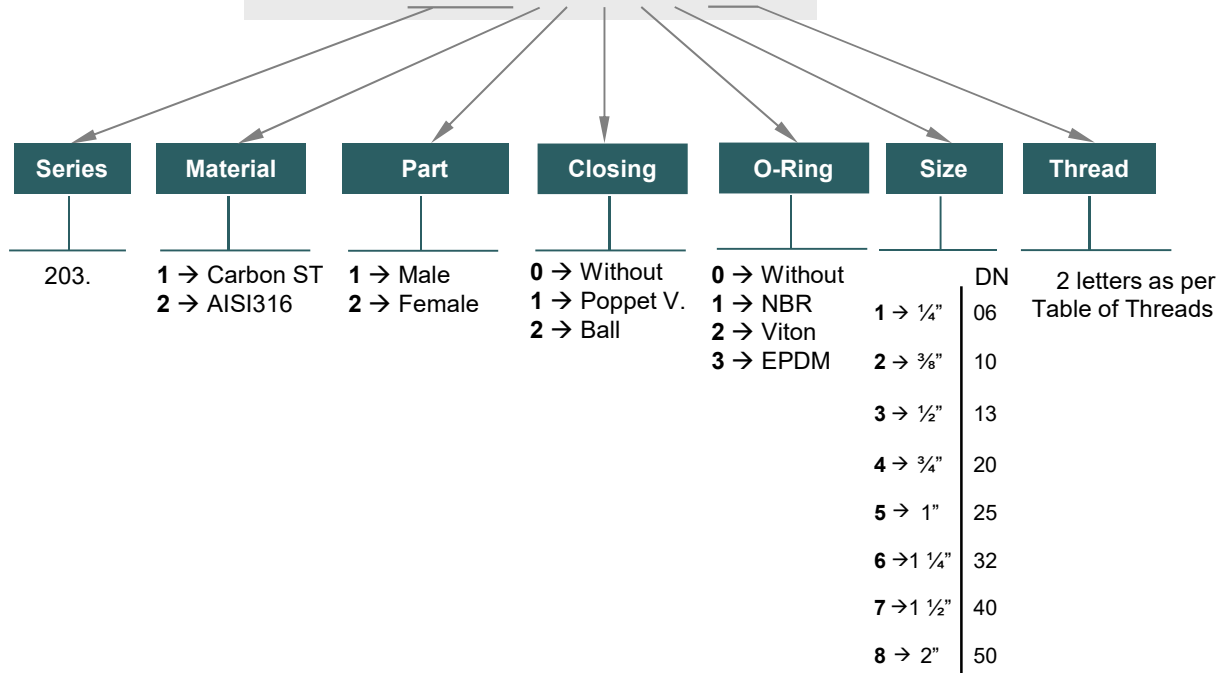 Series
Material
Part
Closing
O-Ring
Size
Thread
203.
1 → Carbon ST
2 → AISI316
1 → Male
2 → Female
0 → Without
1 → Poppet V.
2 → Ball
0 → Without
1 → NBR
2 → Viton
3 → EPDM
DN
1 → ¼” 06
2 → ⅜” 10
3 → ½” 13
4 → ¾” 20
5 → 1” 25
6 →1 ¼” 32
7 →1 ½” 40
8 → 2” 50
2 letters as per
Table of Threads